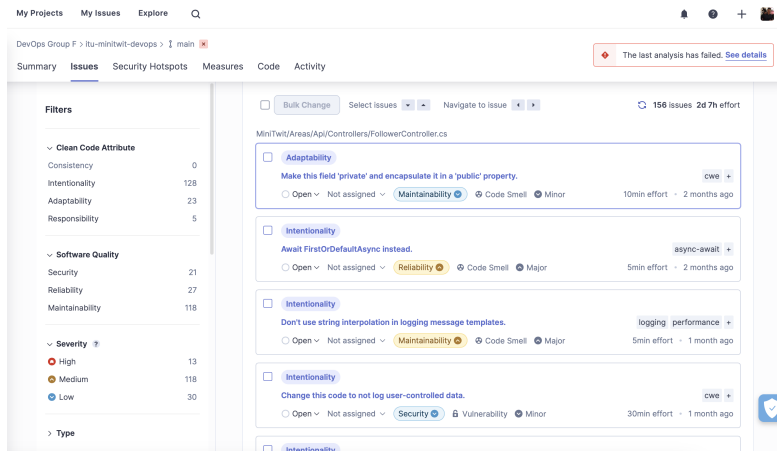 My Projects My Issues Explore
DevOps Group F > itu-minitwit-devops > main
The last analysis has failed. See details
Summary Issues Security Hotspots Measures Code Activity
Filters
Clean Code Attribute
Consistency 0
Intentionality 128
Adaptability 23
Responsibility 5
Software Quality
Security 21
Reliability 27
Maintainability 118
Severity ?
High 13
Medium 118
Low 30
Type
Bulk Change Select issues Navigate to issue 156 issues 2d 7h effort
MiniTwit/Areas/Api/Controllers/FollowerController.cs
Adaptability
Make this field 'private' and encapsulate it in a 'public' property. cwe +
Open Not assigned Maintainability Code Smell Minor 10min effort • 2 months ago
Intentionality
Await FirstOrDefaultAsync instead. async-await +
Open Not assigned Reliability Code Smell Major 5min effort • 2 months ago
Intentionality
Don't use string interpolation in logging message templates. logging performance +
Open Not assigned Maintainability Code Smell Major 5min effort • 1 month ago
Intentionality
Change this code to not log user-controlled data. cwe +
Open Not assigned Security Vulnerability Minor 30min effort • 1 month ago
Intentionality